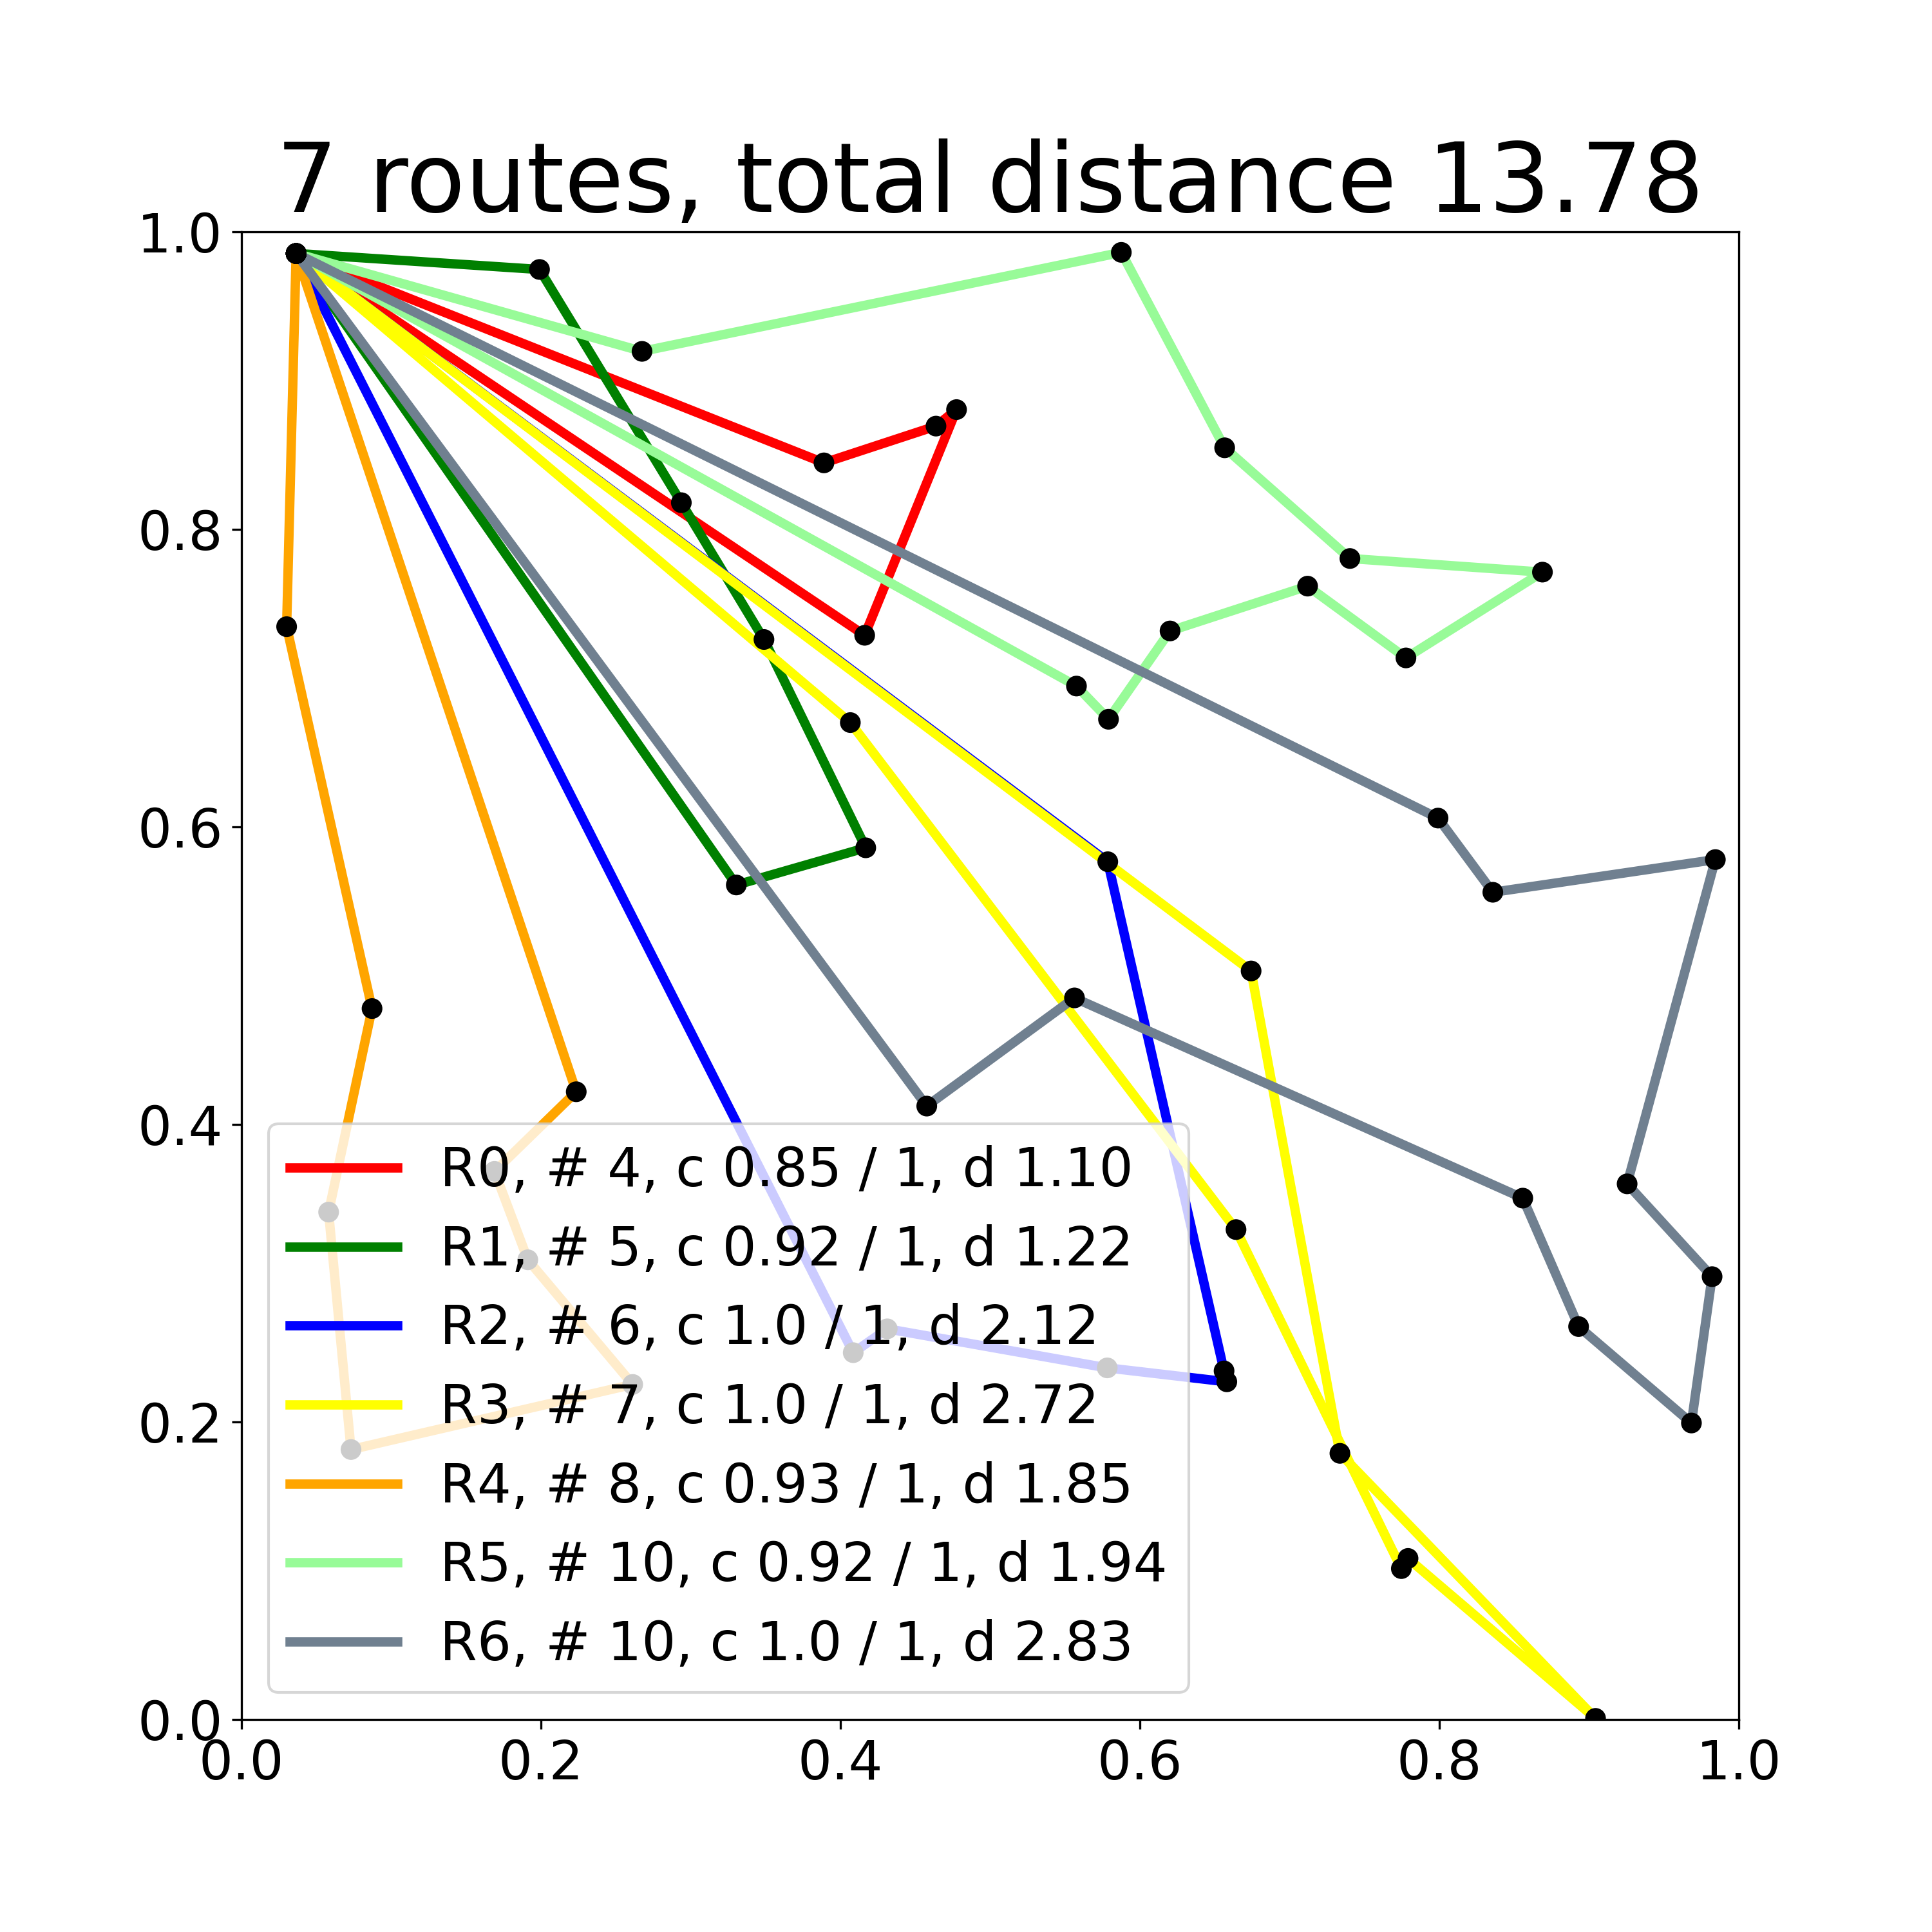 7 routes, total distance 13.78
1.0
0.8
0.6
0.4
0.2
0.0
R0, # 4, c 0.85 / 1, d 1.10
R1, # 5, c 0.92 / 1, d 1.22
R2, # 6, c 1.0 / 1, d 2.12
R3, # 7, c 1.0 / 1, d 2.72
R4, # 8, c 0.93 / 1, d 1.85
R5, # 10, c 0.92 / 1, d 1.94
R6, # 10, c 1.0 / 1, d 2.83
0.0 0.2 0.4 0.6 0.8 1.0